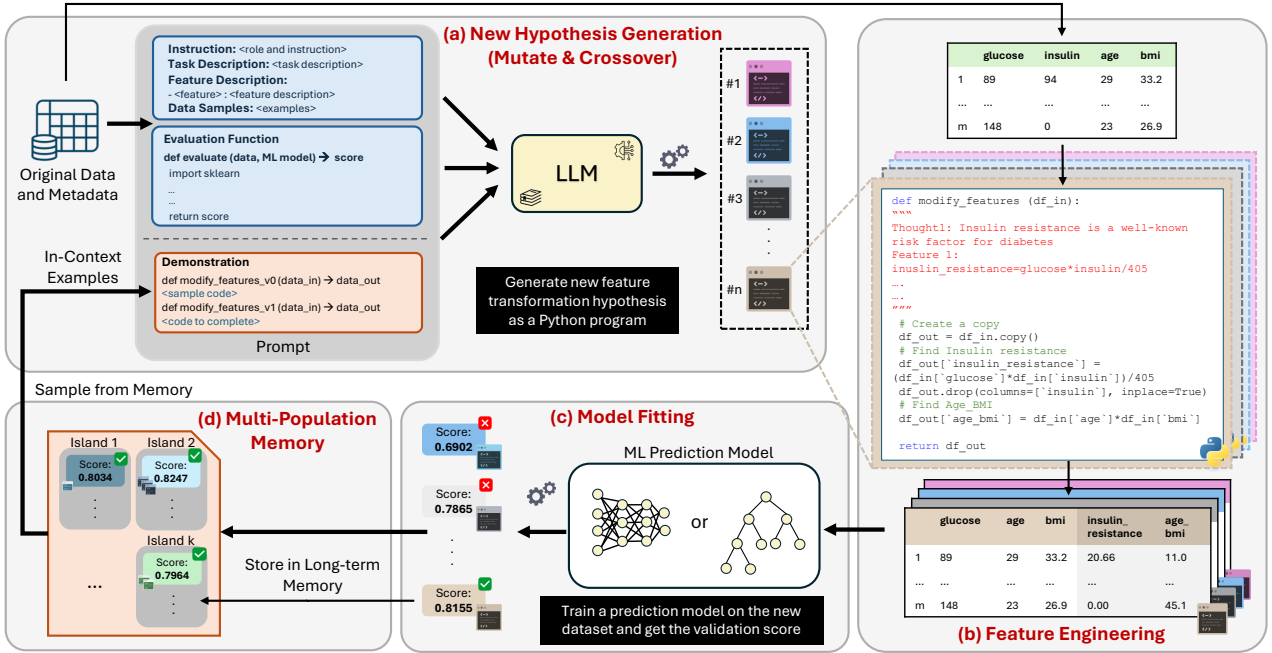 Original Data
and Metadata
In-Context
Examples
Instruction: <role and instruction>
Task Description: <task description>
Feature Description:
- <feature> : <feature description>
Data Samples: <examples>
Evaluation Function
def evaluate (data, ML model) → score
import sklearn
...
...
return score
Demonstration
def modify_features_v0 (data_in) → data_out
<sample code>
def modify_features_v1 (data_in) → data_out
<code to complete>
Prompt
(a) New Hypothesis Generation
(Mutate & Crossover)
LLM
Generate new feature
transformation hypothesis
as a Python program
#1
#2
#3
.
.
.
#n
glucose insulin age bmi
1 89 94 29 33.2
... ... ... ...
m 148 0 23 26.9
def modify_features (df_in):
"""
Thought1: Insulin resistance is a well-known
risk factor for diabetes
Feature 1:
inuslin_resistance=glucose*insulin/405
….
….
"""
# Create a copy
df_out = df_in.copy()
# Find Insulin resistance
df_out[`insulin_resistance`] =
(df_in[`glucose`]*df_in[`insulin`])/405
df_out.drop(columns=[`insulin`], inplace=True)
# Find Age_BMI
df_out[`age_bmi`] = df_in[`age`]*df_in[`bmi`]
return df_out
glucose age bmi insulin_
resistance age_
bmi
1 89 29 33.2 20.66 11.0
... ... ... ... ...
m 148 23 26.9 0.00 45.1
(b) Feature Engineering
(c) Model Fitting
ML Prediction Model
or
Train a prediction model on the new
dataset and get the validation score
Score:
0.6902
Score:
0.7865
.
.
.
Score:
0.8155
Sample from Memory
(d) Multi-Population
Memory
Island 1
Score:
0.8034
.
.
.
Island 2
Score:
0.8247
.
.
.
Island k
Score:
0.7964
.
.
.
...
Store in Long-term
Memory